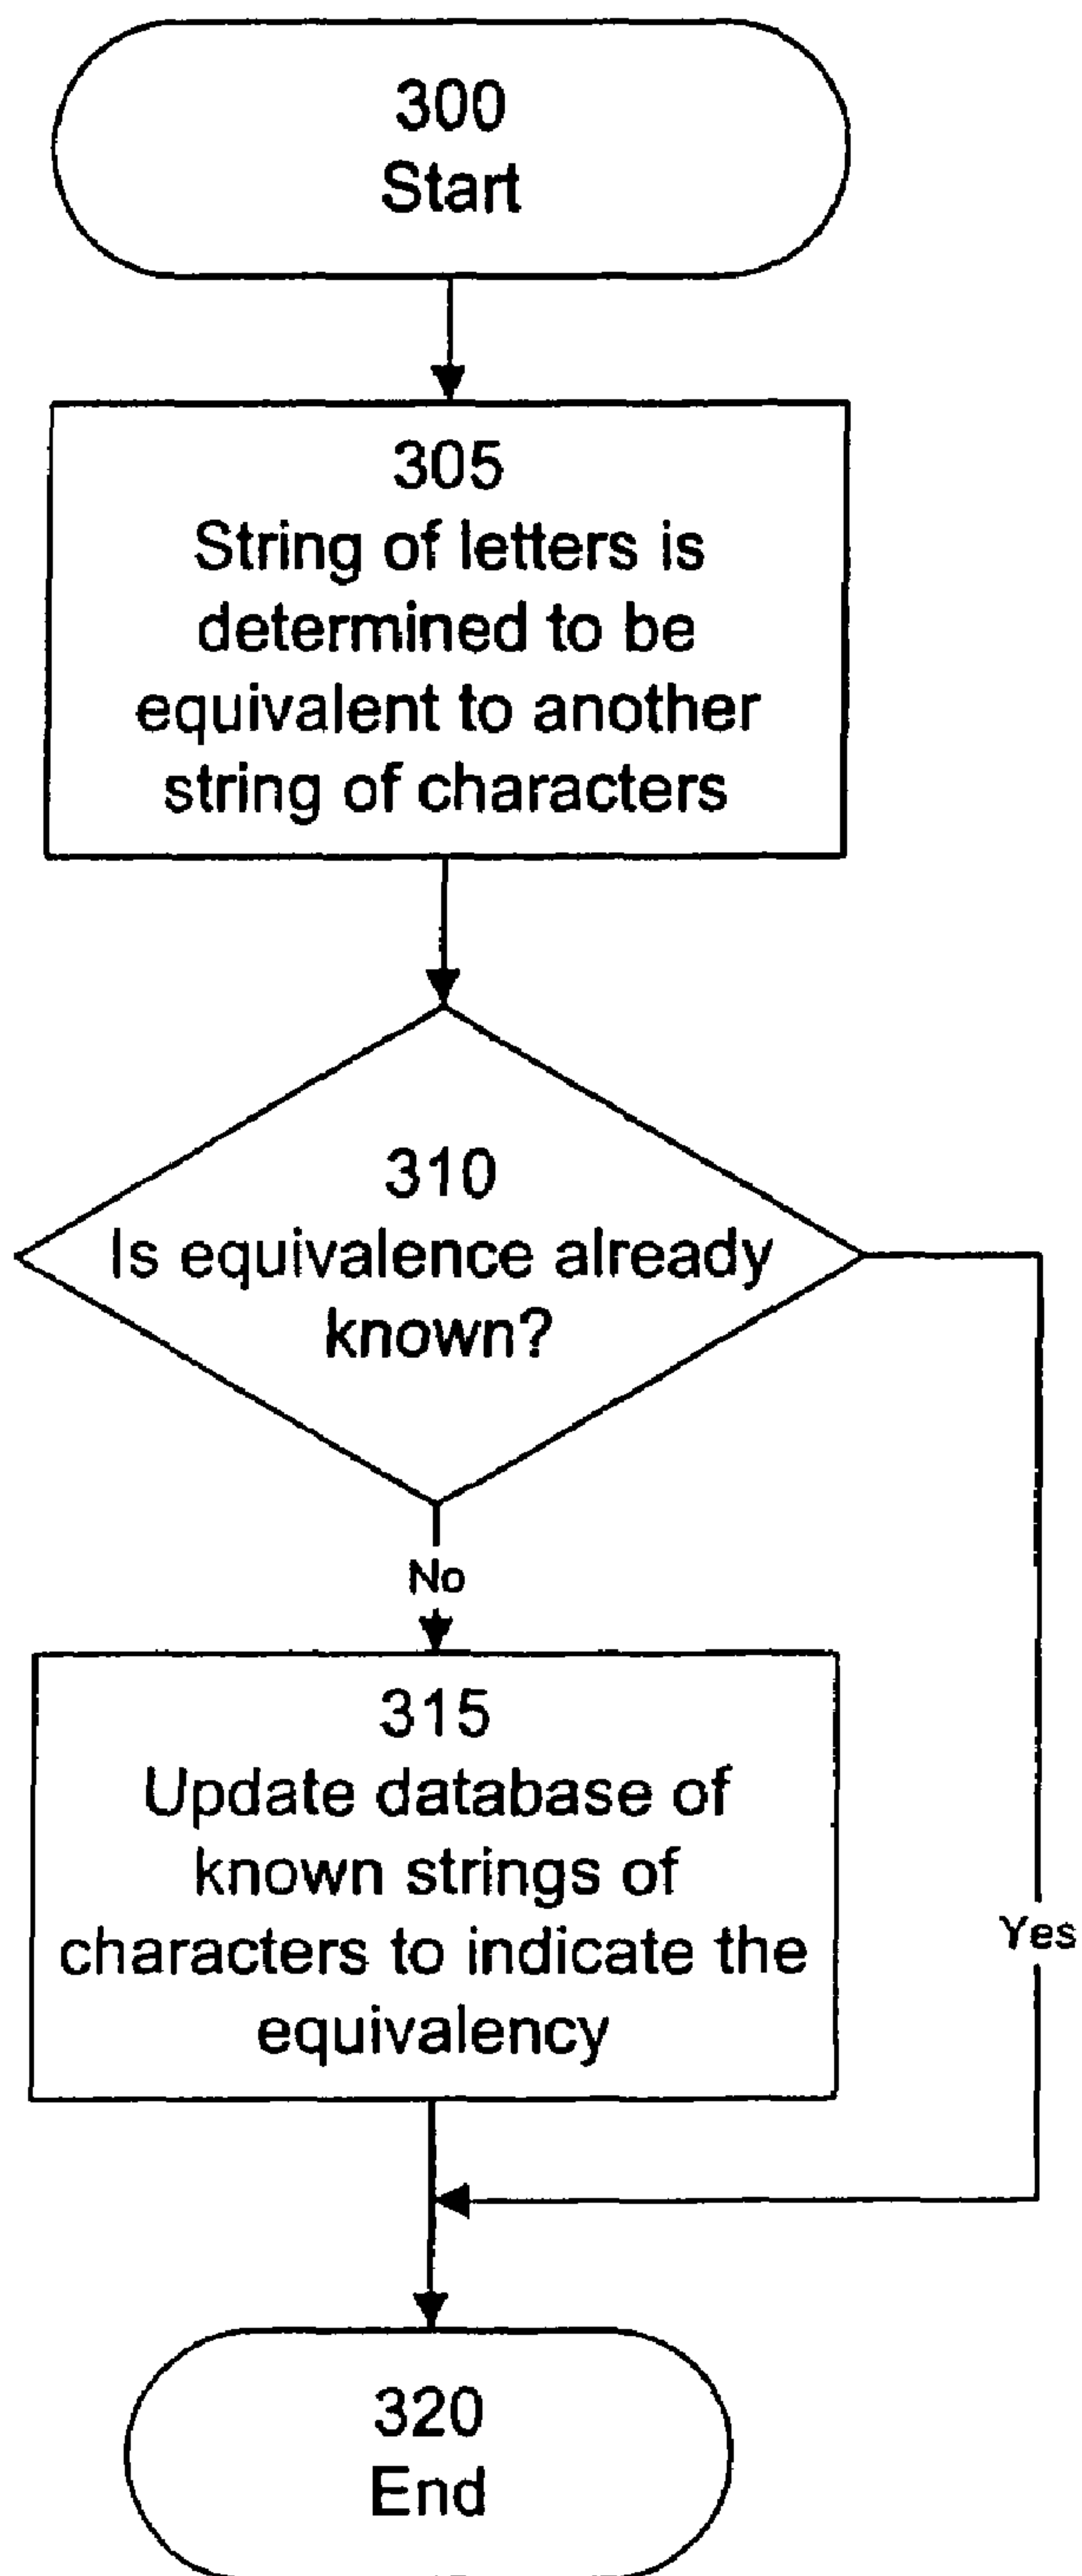 300
Start
305
String of letters is
determined to be
equivalent to another
string of characters
310
Is equivalence already
known?
No
315
Update database of
known strings of
characters to indicate the
equivalency
Yes
320
End